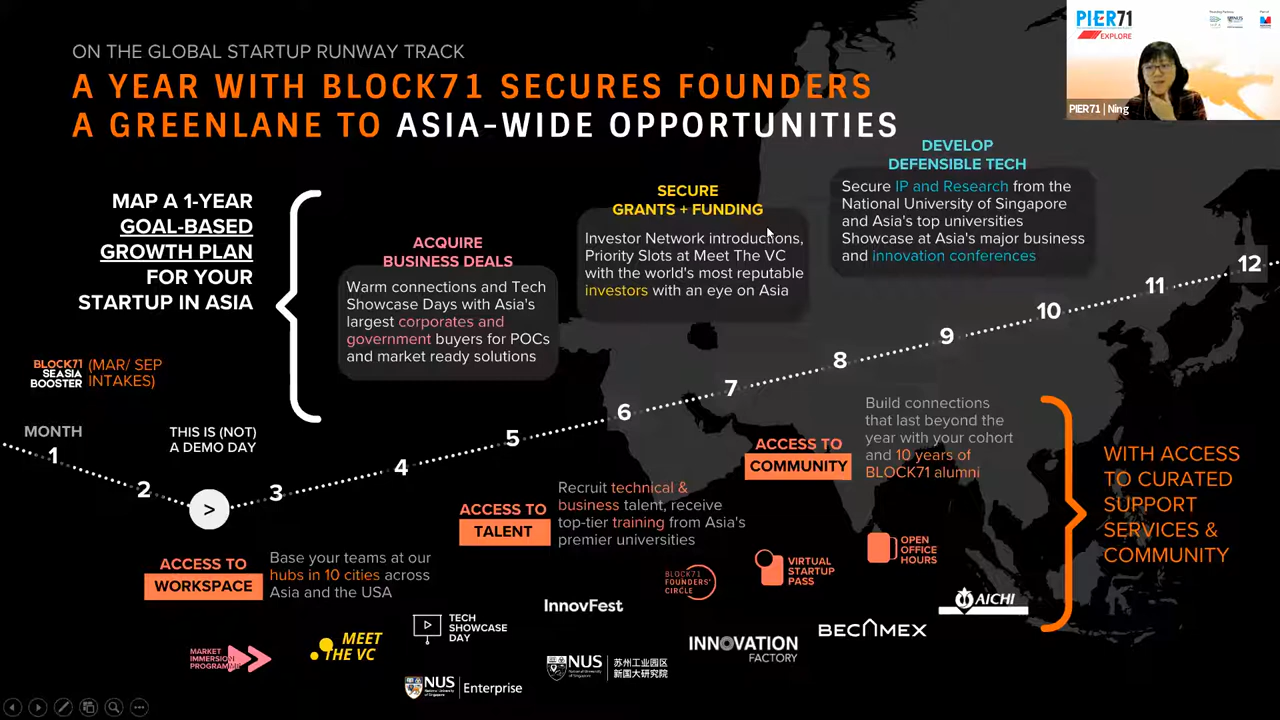 ON THE GLOBAL STARTUP RUNWAY TRACK
A YEAR WITH BLOCK71 SECURES FOUNDERS
A GREENLANE TO ASIA-WIDE OPPORTUNITIES
PIER71
EXPLORE
NUS
PIER71 | Ning
MAP A 1-YEAR
GOAL-BASED
GROWTH PLAN
FOR YOUR
STARTUP IN ASIA
ACQUIRE
BUSINESS DEALS
Warm connections and Tech
Showcase Days with Asia's
largest corporates and
government buyers for POCs
and market ready solutions
SECURE
GRANTS + FUNDING
Investor Network introductions,
Priority Slots at Meet The VC
with the world's most reputable
investors with an eye on Asia
DEVELOP
DEFENSIBLE TECH
Secure IP and Research from the
National University of Singapore
and Asia's top universities
Showcase at Asia's major business
and innovation conferences
BLOCK71
SEASIA
BOOSTER
(MAR/ SEP
INTAKES)
MONTH
1
2
THIS IS (NOT)
A DEMO DAY
>
3
4
5
6
7
8
9
10
11
12
ACCESS TO
WORKSPACE
Base your teams at our
hubs in 10 cities across
Asia and the USA
ACCESS TO
TALENT
Recruit technical &
business talent, receive
top-tier training from Asia's
premier universities
ACCESS TO
COMMUNITY
Build connections
that last beyond the
year with your cohort
and 10 years of
BLOCK71 alumni
WITH ACCESS
TO CURATED
SUPPORT
SERVICES &
COMMUNITY
MARKET
IMMERSION
PROGRAMME
MEET
THE VC
TECH
SHOWCASE
DAY
InnovFest
BLOCK71
FOUNDERS'
CIRCLE
VIRTUAL
STARTUP
PASS
OPEN
OFFICE
HOURS
NUS
National University
of Singapore
Enterprise
NUS
National University
of Singapore
苏州工业园区
新国大研究院
INNOVATION
FACTORY
BECAMEX
AICHI